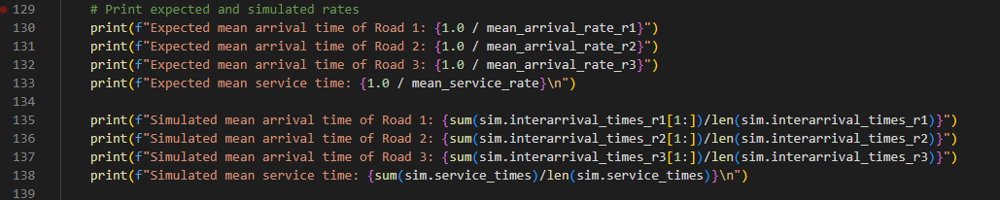 129 # Print expected and simulated rates
130 print(f"Expected mean arrival time of Road 1: {1.0 / mean_arrival_rate_r1}")
131 print(f"Expected mean arrival time of Road 2: {1.0 / mean_arrival_rate_r2}")
132 print(f"Expected mean arrival time of Road 3: {1.0 / mean_arrival_rate_r3}")
133 print(f"Expected mean service time: {1.0 / mean_service_rate}\n")
134
135 print(f"Simulated mean arrival time of Road 1: {sum(sim.interarrival_times_r1[1:])/len(sim.interarrival_times_r1)}")
136 print(f"Simulated mean arrival time of Road 2: {sum(sim.interarrival_times_r2[1:])/len(sim.interarrival_times_r2)}")
137 print(f"Simulated mean arrival time of Road 3: {sum(sim.interarrival_times_r3[1:])/len(sim.interarrival_times_r3)}")
138 print(f"Simulated mean service time: {sum(sim.service_times)/len(sim.service_times)}\n")
139